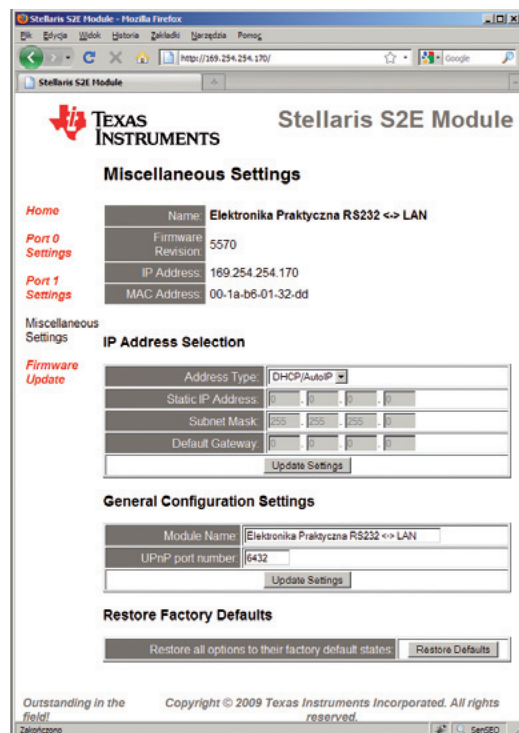 Stellaris S2E Module - Mozilla Firefox
Plik Edycja Widok Historia Zakładki Narzędzia Pomoc
http://169.254.254.170/
Google
Stellaris S2E Module
TEXAS INSTRUMENTS
Stellaris S2E Module
Miscellaneous Settings
Home
Port 0 Settings
Port 1 Settings
Miscellaneous Settings
Firmware Update
Name: Elektronika Praktyczna RS232 <-> LAN
Firmware Revision: 5570
IP Address: 169.254.254.170
MAC Address: 00-1a-b6-01-32-dd
IP Address Selection
Address Type: DHCP/AutoIP
Static IP Address: 0 . 0 . 0 . 0
Subnet Mask: 255 . 255 . 255 . 0
Default Gateway: 0 . 0 . 0 . 0
Update Settings
General Configuration Settings
Module Name: Elektronika Praktyczna RS232 <-> LAN
UPnP port number: 6432
Update Settings
Restore Factory Defaults
Restore all options to their factory default states: Restore Defaults
Outstanding in the field!
Copyright © 2009 Texas Instruments Incorporated. All rights reserved.
Zakończono
SenSEO